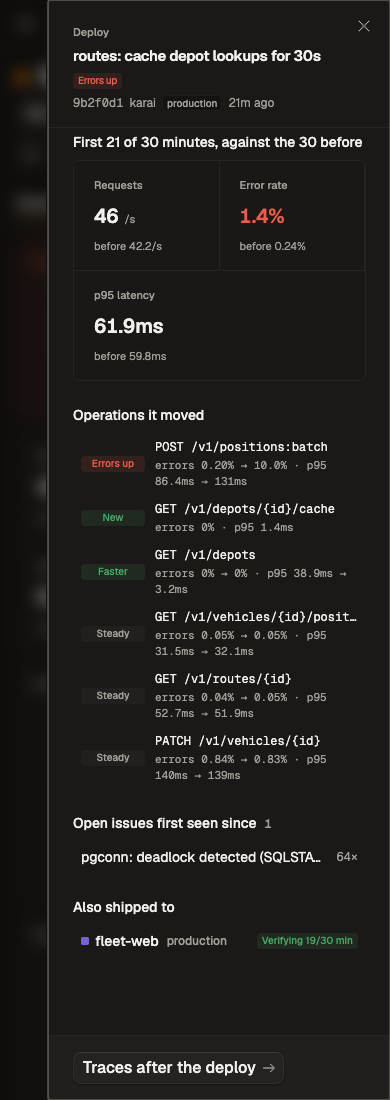 Deploy
routes: cache depot lookups for 30s
Errors up
9b2f0d1 karai production 21m ago
First 21 of 30 minutes, against the 30 before
Requests
46 /s
before 42.2/s
Error rate
1.4%
before 0.24%
p95 latency
61.9ms
before 59.8ms
Operations it moved
Errors up
POST /v1/positions:batch
errors 0.20% → 10.0% · p95
86.4ms → 131ms
New
GET /v1/depots/{id}/cache
errors 0% · p95 1.4ms
Faster
GET /v1/depots
errors 0% → 0% · p95 38.9ms →
3.2ms
Steady
GET /v1/vehicles/{id}/posit…
errors 0.05% → 0.05% · p95
31.5ms → 32.1ms
Steady
GET /v1/routes/{id}
errors 0.04% → 0.05% · p95
52.7ms → 51.9ms
Steady
PATCH /v1/vehicles/{id}
errors 0.84% → 0.83% · p95
140ms → 139ms
Open issues first seen since 1
pgconn: deadlock detected (SQLSTA… 64×
Also shipped to
fleet-web production Verifying 19/30 min
Traces after the deploy →